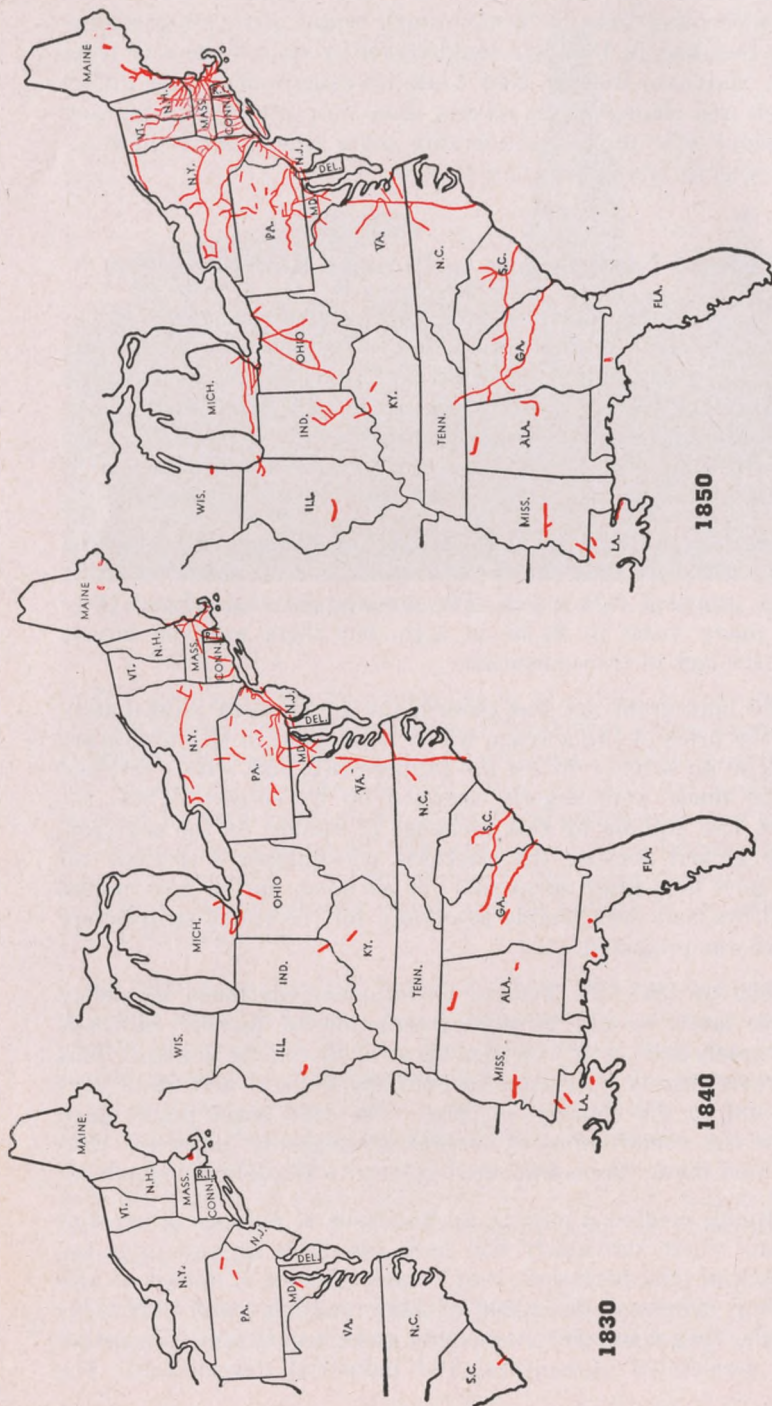 MAINE
VT.
N.H.
MASS.
R.I.
CONN.
N.Y.
N.J.
PA.
DEL.
MD.
VA.
N.C.
S.C.
1830
MAINE
VT.
N.H.
MASS.
R.I.
CONN.
N.Y.
N.J.
PA.
DEL.
MD.
VA.
N.C.
S.C.
GA.
FLA.
MICH.
OHIO
WIS.
IND.
ILL.
KY.
TENN.
ALA.
MISS.
LA.
1840
MAINE
VT.
N.H.
MASS.
R.I.
CONN.
N.Y.
N.J.
PA.
DEL.
MD.
VA.
N.C.
S.C.
GA.
FLA.
MICH.
OHIO
WIS.
IND.
ILL.
KY.
TENN.
ALA.
MISS.
LA.
1850